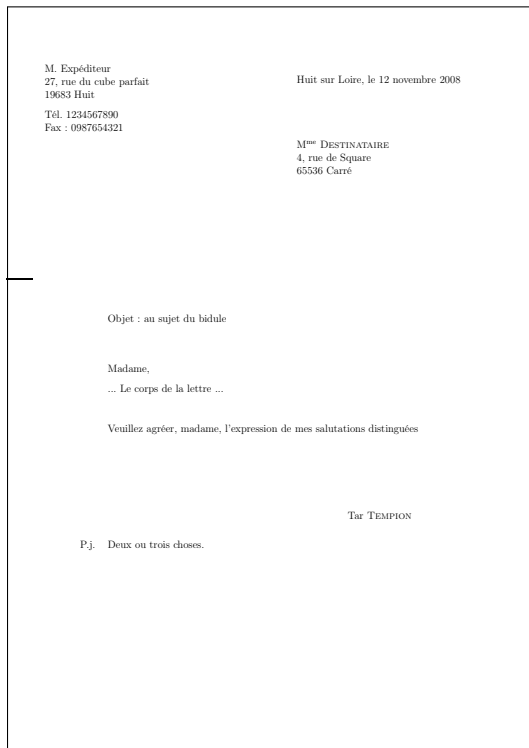 M. Expéditeur
27, rue du cube parfait
19683 Huit
Tél. 1234567890
Fax : 0987654321
Huit sur Loire, le 12 novembre 2008
Mme DESTINATAIRE
4, rue de Square
65536 Carré
Objet : au sujet du bidule
Madame,
... Le corps de la lettre ...
Veuillez agréer, madame, l'expression de mes salutations distinguées
Tar TEMPION
P.j. Deux ou trois choses.